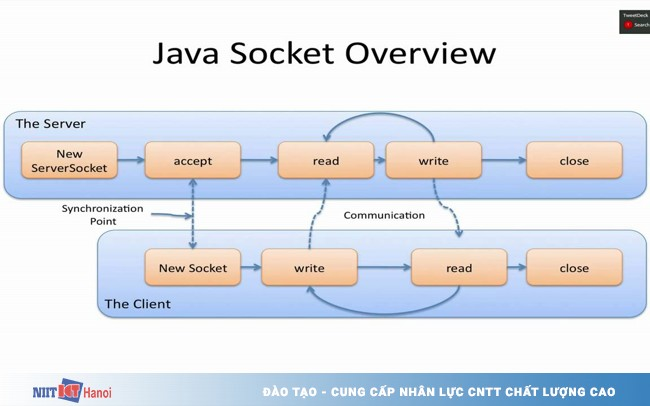 TweetDeck
Search
Java Socket Overview
The Server
New
ServerSocket
accept
read
write
close
Synchronization
Point
Communication
New Socket
write
read
close
The Client
NIIT ICT Hanoi
ĐÀO TẠO - CUNG CẤP NHÂN LỰC CNTT CHẤT LƯỢNG CAO